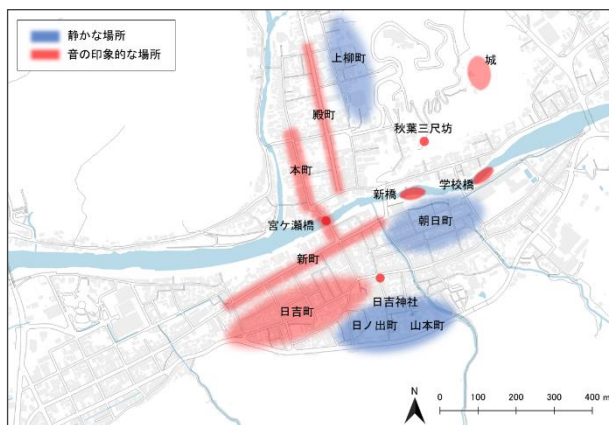 静かな場所
音の印象的な場所
上柳町
城
殿町
秋葉三尺坊
本町
学校橋
新橋
宮ケ瀬橋
朝日町
新町
日吉神社
日吉町
日ノ出町 山本町
N
0 100 200 300 400 m